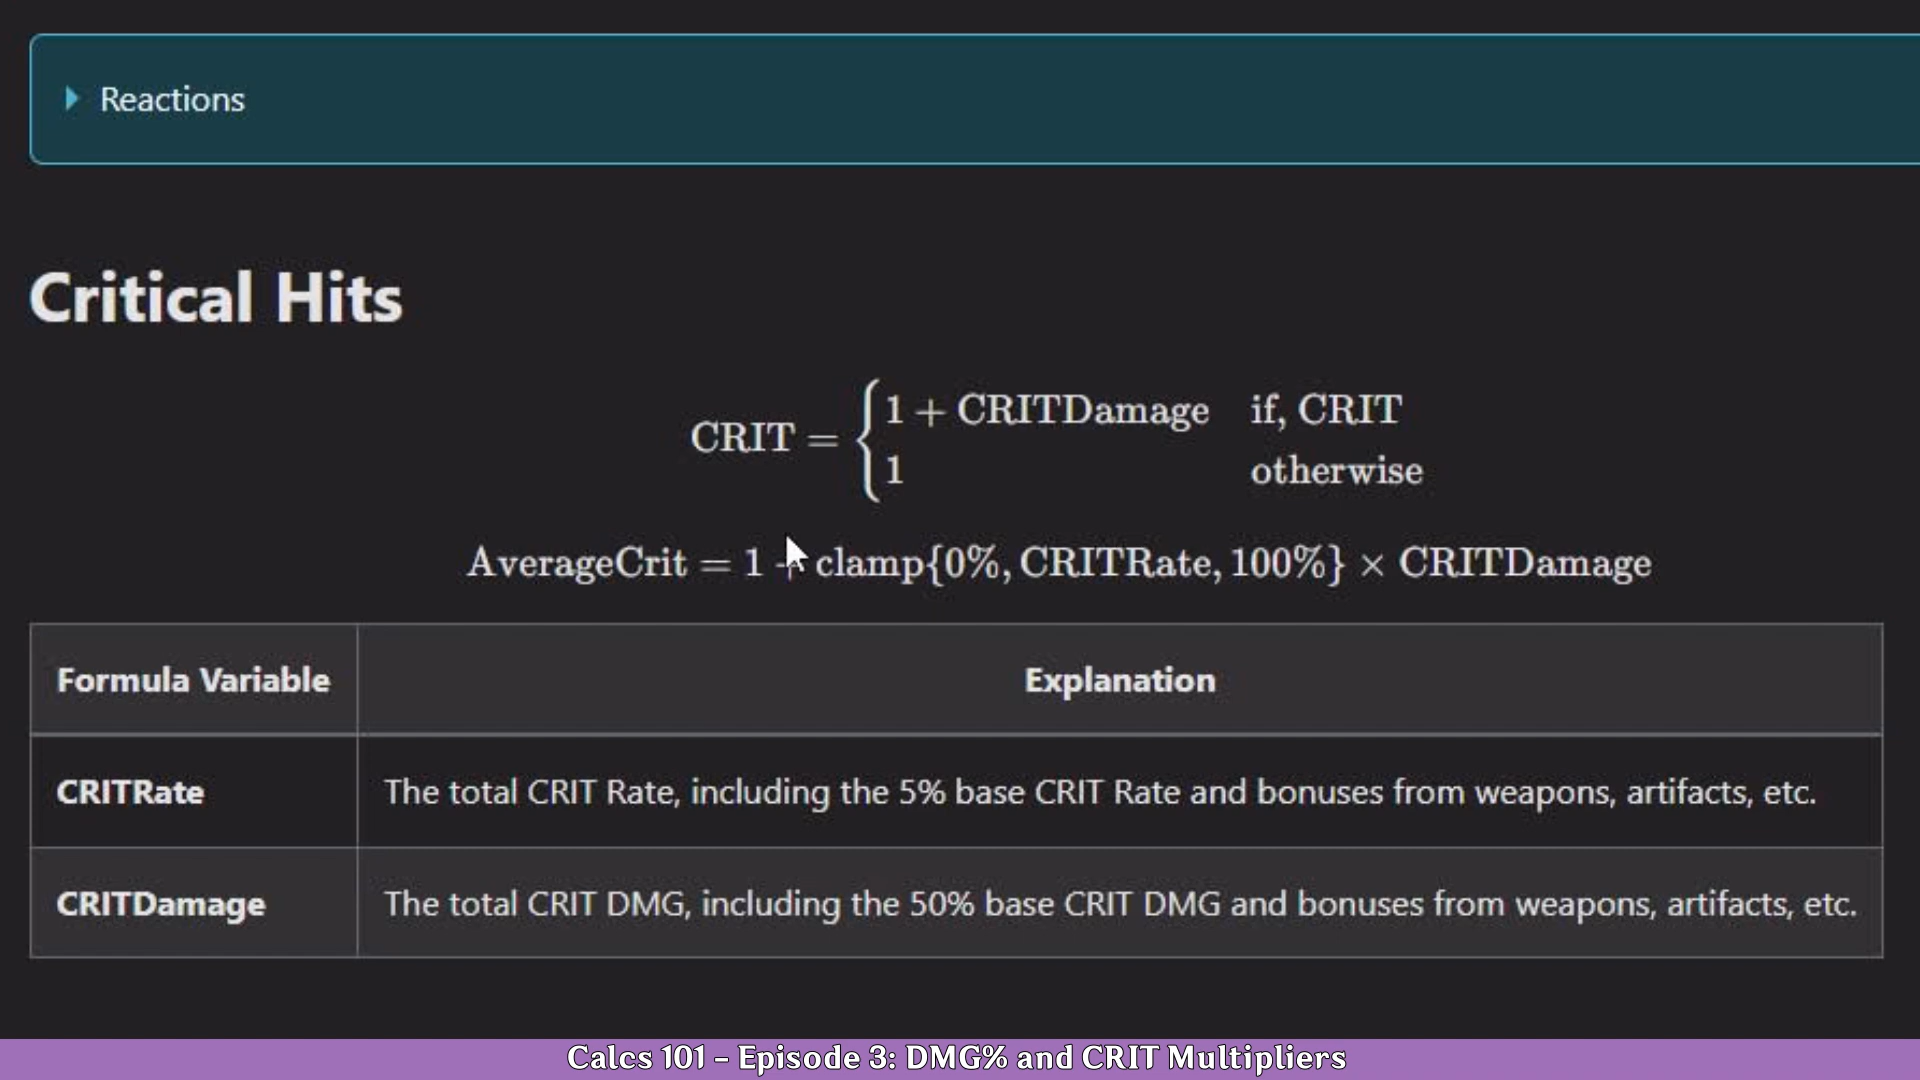 Reactions
Critical Hits
CRIT = { 1 + CRITDamage if, CRIT
1 otherwise
AverageCrit = 1 + clamp{0%, CRITRate, 100%} × CRITDamage
Formula Variable Explanation
CRITRate The total CRIT Rate, including the 5% base CRIT Rate and bonuses from weapons, artifacts, etc.
CRITDamage The total CRIT DMG, including the 50% base CRIT DMG and bonuses from weapons, artifacts, etc.
Calcs 101 – Episode 3: DMG% and CRIT Multipliers